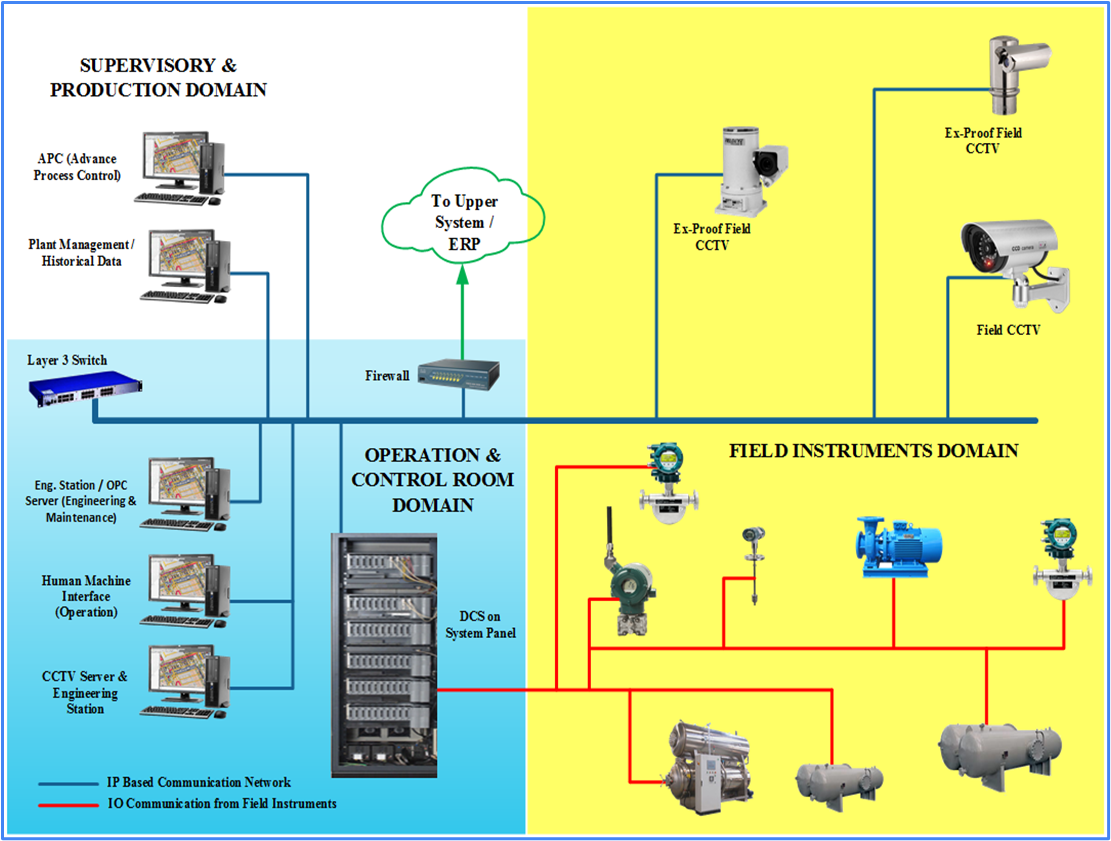 SUPERVISORY &
PRODUCTION DOMAIN
APC (Advance
Process Control)
Plant Management /
Historical Data
To Upper
System /
ERP
Ex-Proof Field
CCTV
Ex-Proof Field
CCTV
CCD camera
Field CCTV
Layer 3 Switch
Firewall
OPERATION &
CONTROL ROOM
DOMAIN
FIELD INSTRUMENTS DOMAIN
Eng. Station / OPC
Server (Engineering &
Maintenance)
Human Machine
Interface
(Operation)
DCS on
System Panel
CCTV Server &
Engineering
Station
IP Based Communication Network
IO Communication from Field Instruments